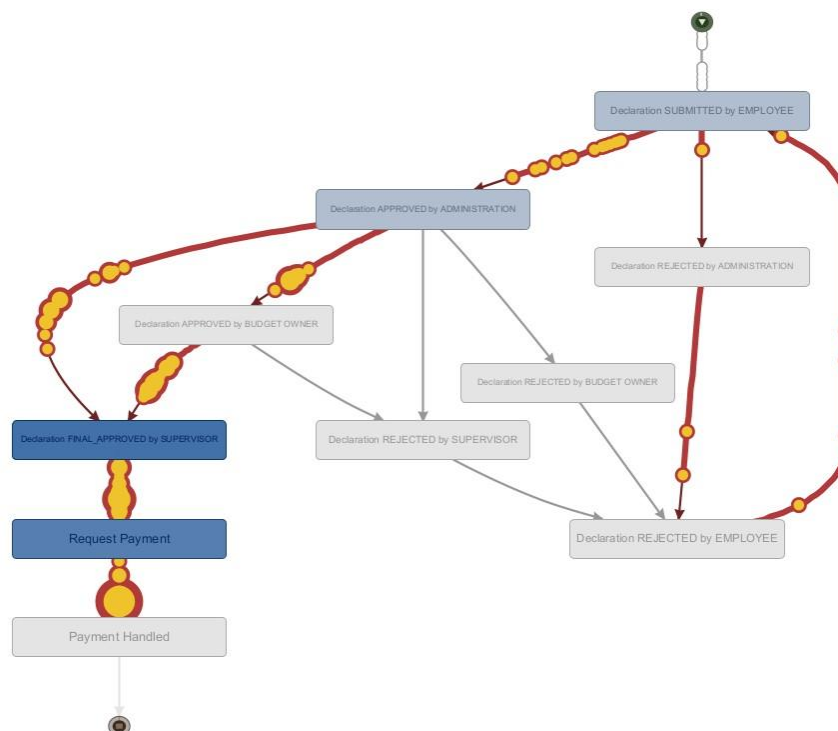 Declaration SUBMITTED by EMPLOYEE
Declaration APPROVED by ADMINISTRATION
Declaration REJECTED by ADMINISTRATION
Declaration APPROVED by BUDGET OWNER
Declaration REJECTED by BUDGET OWNER
Declaration FINAL_APPROVED by SUPERVISOR
Declaration REJECTED by SUPERVISOR
Request Payment
Declaration REJECTED by EMPLOYEE
Payment Handled